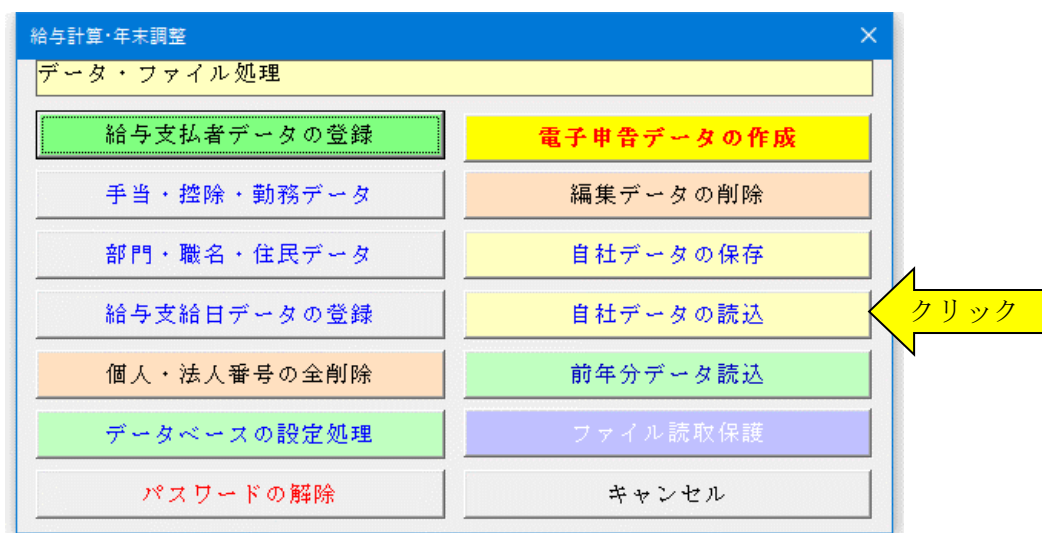 給与計算・年末調整
データ・ファイル処理
給与支払者データの登録
電子申告データの作成
手当・控除・勤務データ
編集データの削除
部門・職名・住民データ
自社データの保存
給与支給日データの登録
自社データの読込
クリック
個人・法人番号の全削除
前年分データ読込
データベースの設定処理
ファイル読取保護
パスワードの解除
キャンセル